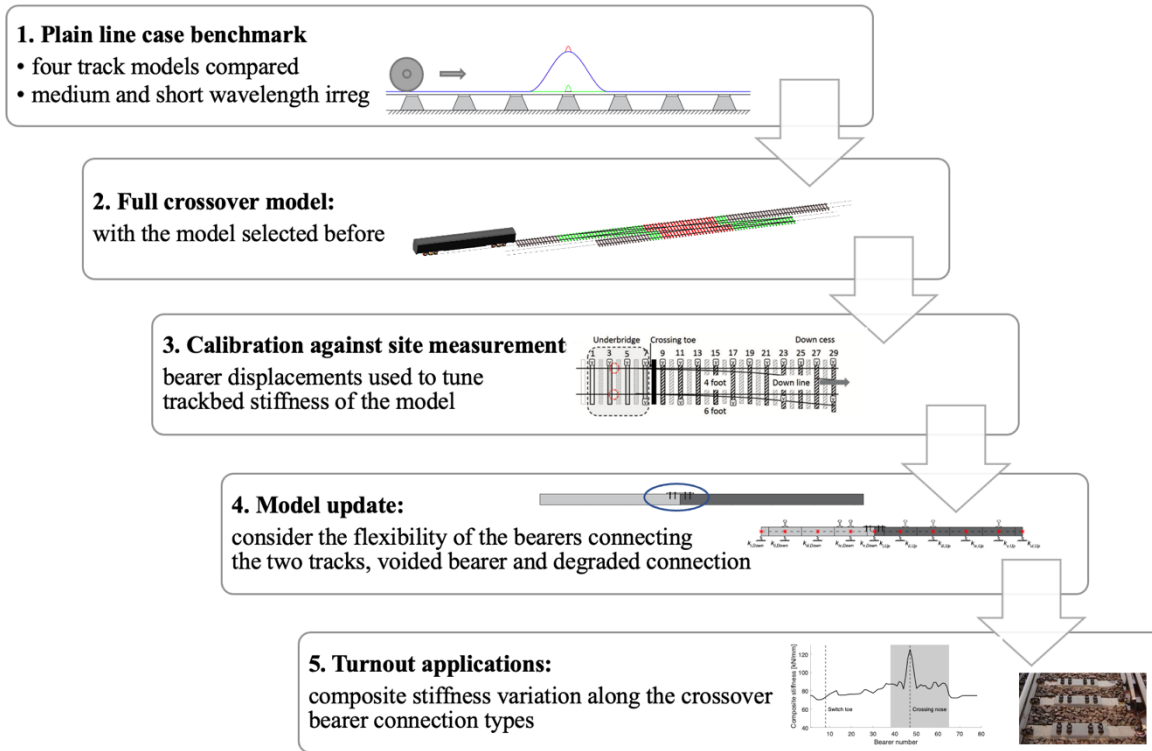 1. Plain line case benchmark
• four track models compared
• medium and short wavelength irreg
2. Full crossover model:
with the model selected before
3. Calibration against site measurement
bearer displacements used to tune
trackbed stiffness of the model
Underbridge
Crossing toe
Down cess
1 3 5 7 9 11 13 15 17 19 21 23 25 27 29
4 foot
Down line
6 foot
4. Model update:
consider the flexibility of the bearers connecting
the two tracks, voided bearer and degraded connection
5. Turnout applications:
composite stiffness variation along the crossover
bearer connection types
Composite stiffness [kN/mm]
120
100
80
60
40
Switch toe
Crossing nose
0 10 20 30 40 50 60 70 80
Bearer number